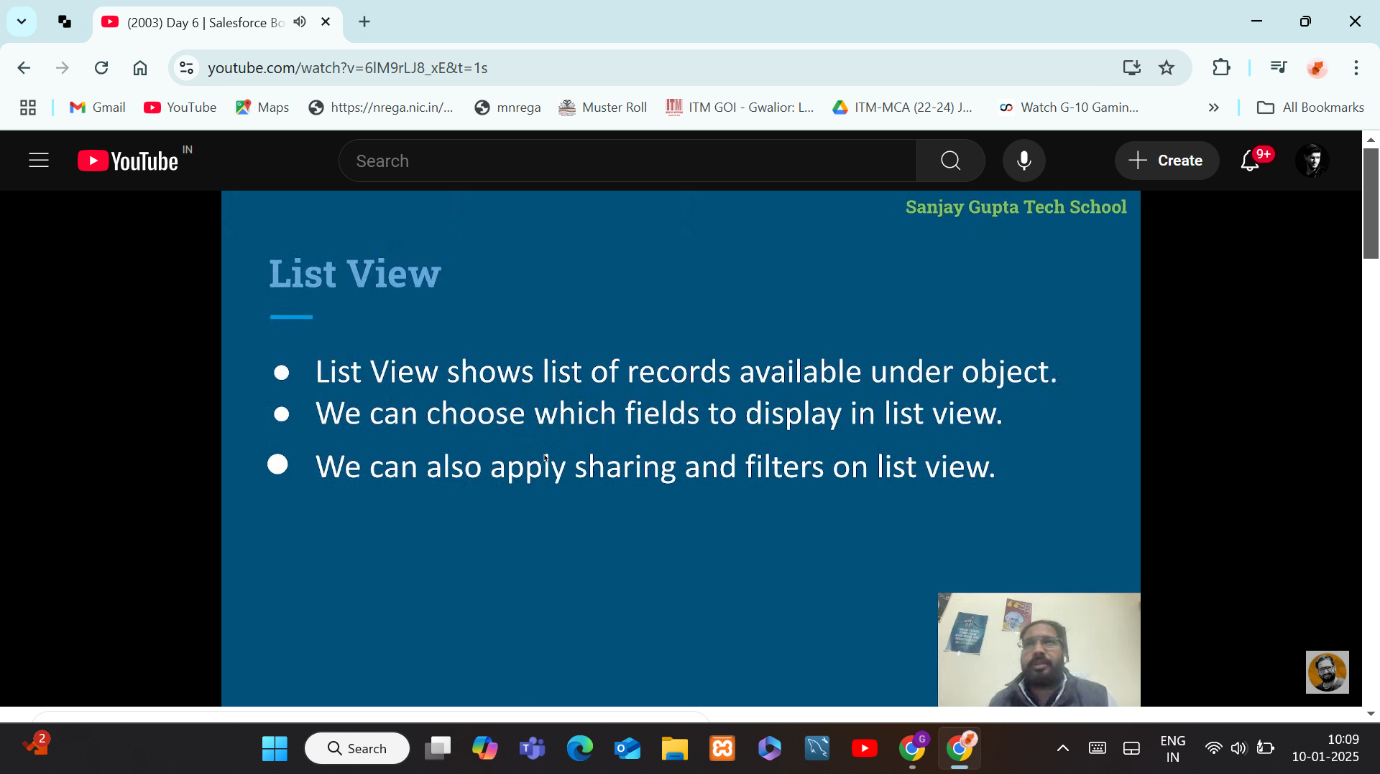 (2003) Day 6 | Salesforce Bo
youtube.com/watch?v=6lM9rLJ8_xE&t=1s
Gmail
YouTube
Maps
https://nrega.nic.in/...
mnrega
Muster Roll
ITM GOI - Gwalior: L...
ITM-MCA (22-24) J...
Watch G-10 Gamin...
All Bookmarks
YouTube IN
Search
Create
9+
Sanjay Gupta Tech School
List View
● List View shows list of records available under object.
● We can choose which fields to display in list view.
● We can also apply sharing and filters on list view.
2
Search
G
ENG
IN
10:09
10-01-2025